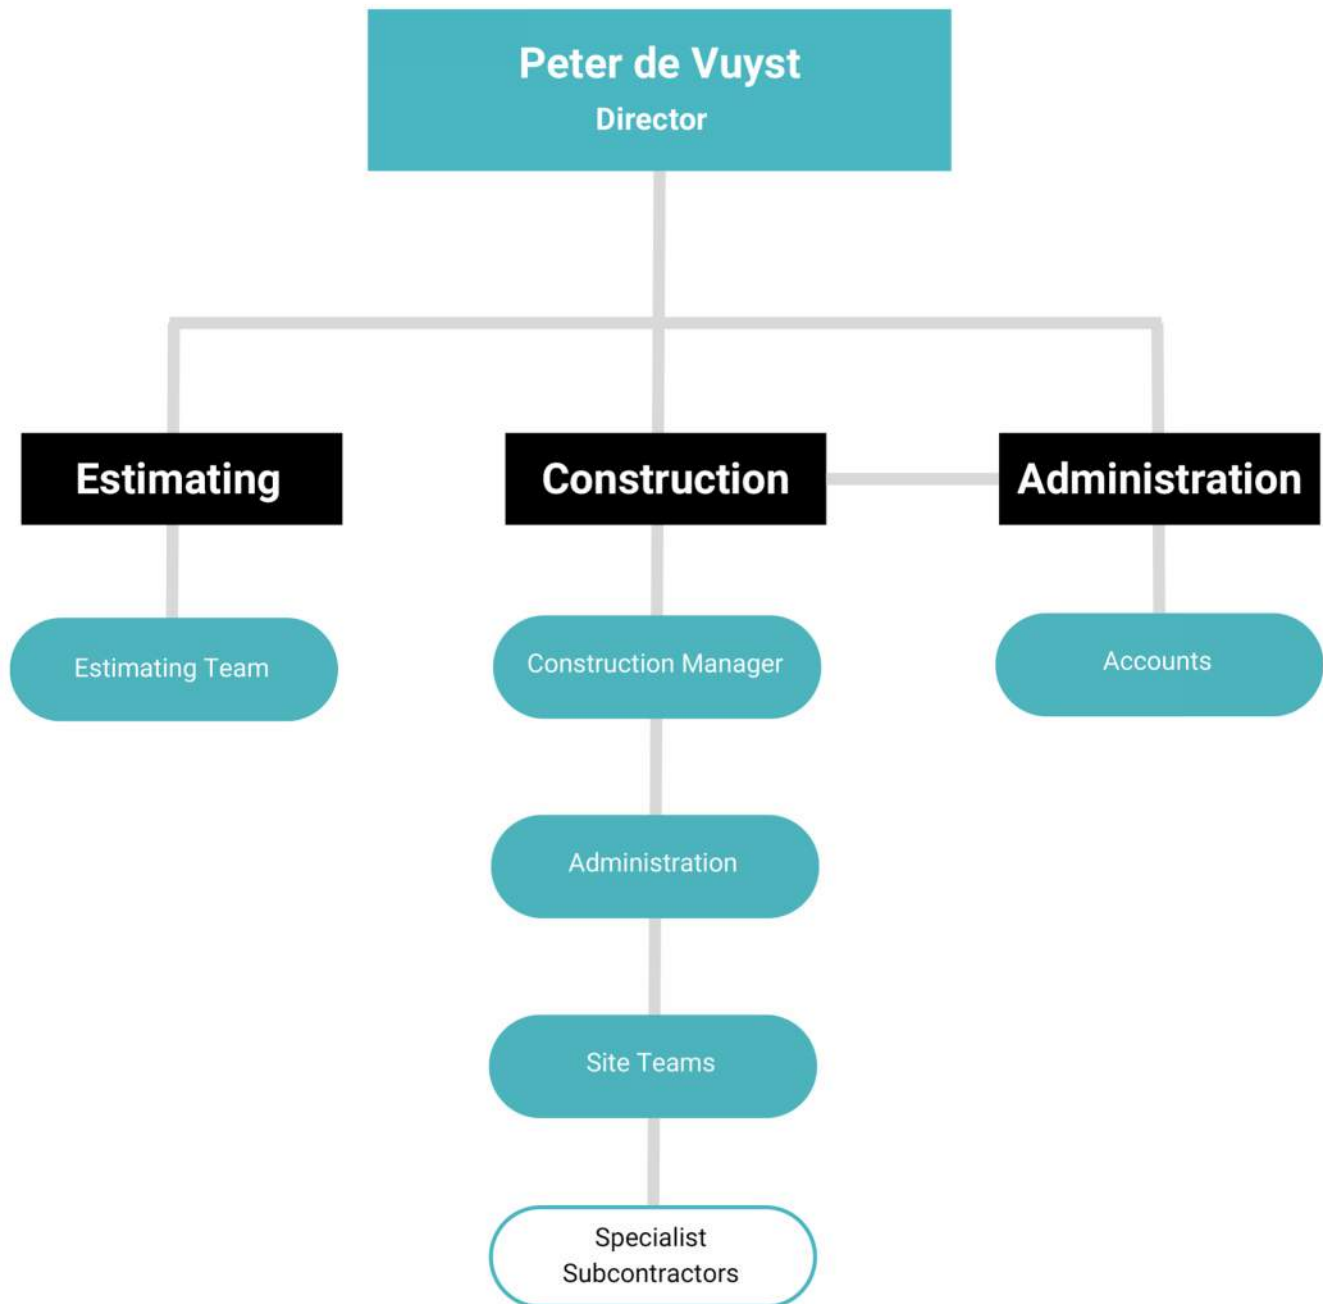 Peter de Vuyst
Director
Estimating
Construction
Administration
Estimating Team
Construction Manager
Accounts
Administration
Site Teams
Specialist
Subcontractors